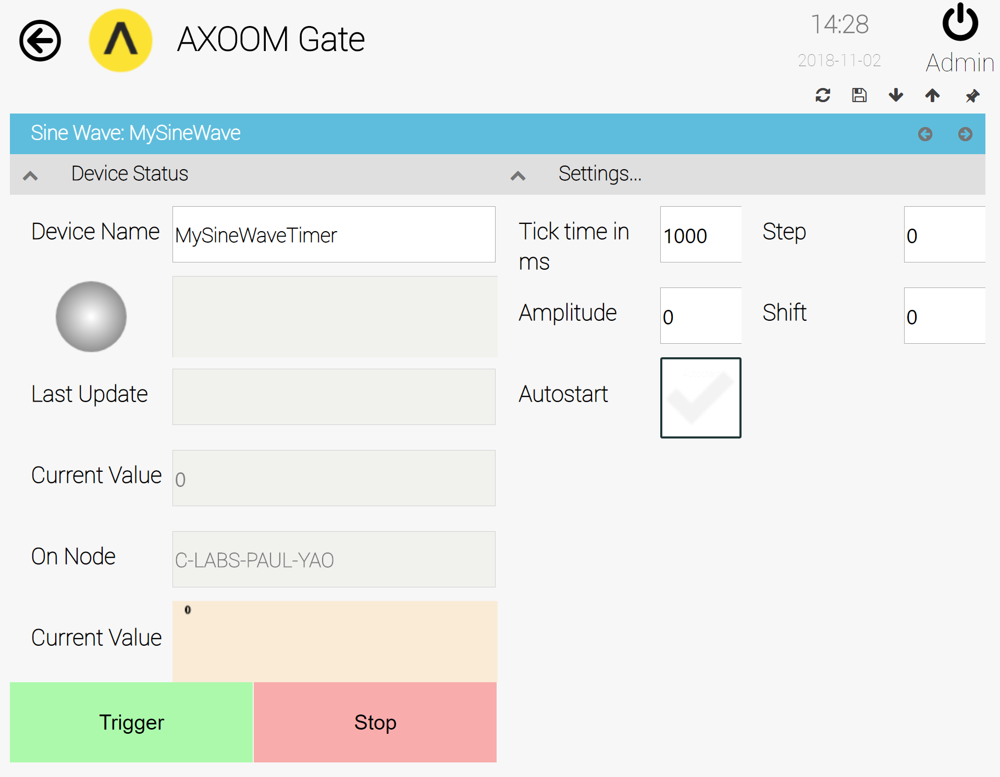 AXOOM Gate
14:28
2018-11-02
Admin
Sine Wave: MySineWave
Device Status
Settings...
Device Name
MySineWaveTimer
Tick time in
ms
1000
Step
0
Amplitude
0
Shift
0
Last Update
Autostart
Autostart
Current Value
0
On Node
C-LABS-PAUL-YAO
Current Value
0
Trigger
Stop